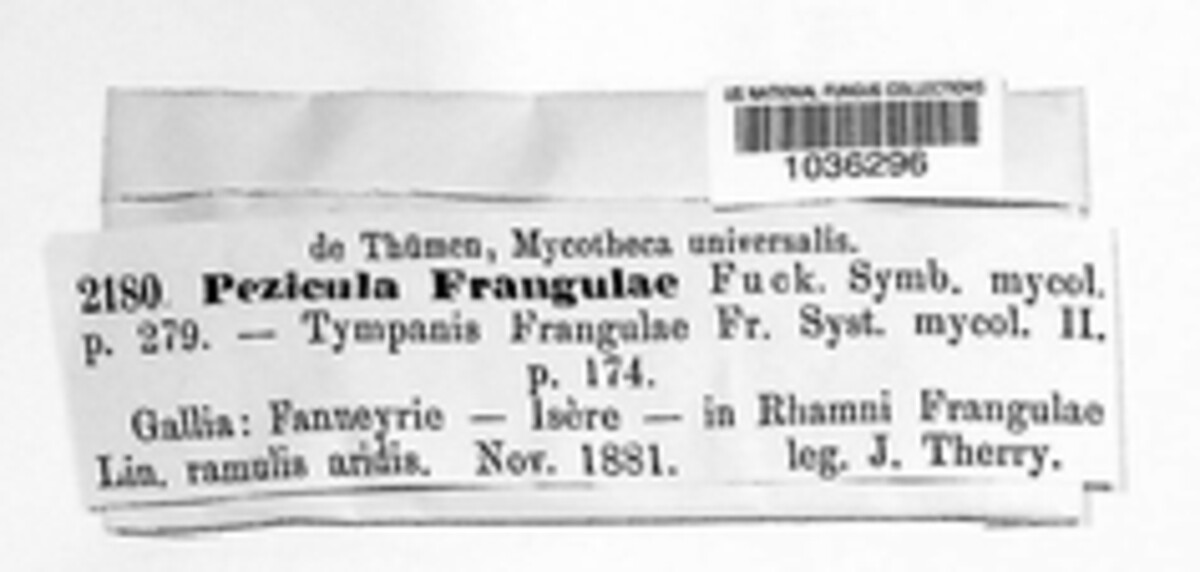 US NATIONAL FUNGUS COLLECTIONS
1036296
de Thümen, Mycotheca universalis.
2180. Pezicula Frangulae Fuck. Symb. mycol.
p. 279. — Tympanis Frangulae Fr. Syst. mycol. II.
p. 174.
Gallia: Fanneyrie — Isère — in Rhamni Frangulae
Lin. ramulis aridis. Nov. 1881. leg. J. Therry.